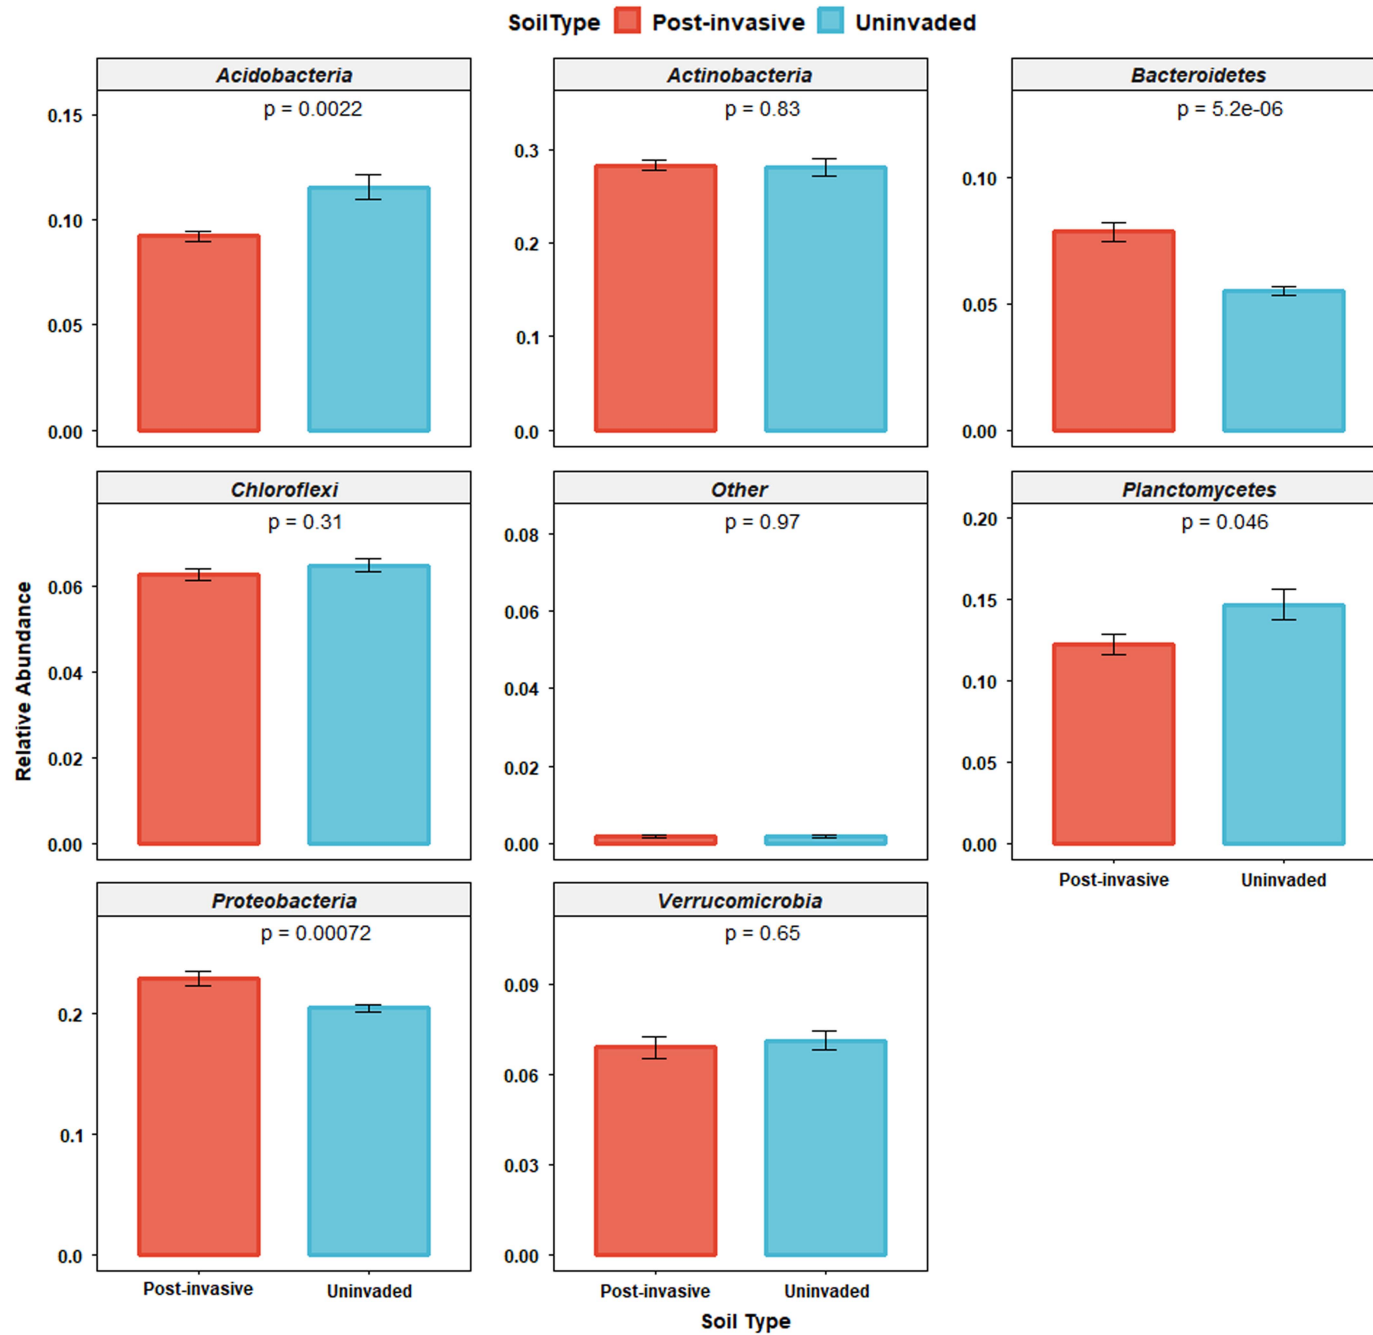 SoilType Post-invasive Uninvaded
Acidobacteria
p = 0.0022
0.15
0.10
0.05
0.00
Actinobacteria
p = 0.83
0.3
0.2
0.1
0.0
Bacteroidetes
p = 5.2e-06
0.10
0.05
0.00
Chloroflexi
p = 0.31
0.06
0.04
0.02
0.00
Other
p = 0.97
0.08
0.06
0.04
0.02
0.00
Planctomycetes
p = 0.046
0.20
0.15
0.10
0.05
0.00
Post-invasive Uninvaded
Relative Abundance
Proteobacteria
p = 0.00072
0.2
0.1
0.0
Post-invasive Uninvaded
Verrucomicrobia
p = 0.65
0.09
0.06
0.03
0.00
Post-invasive Uninvaded
Soil Type